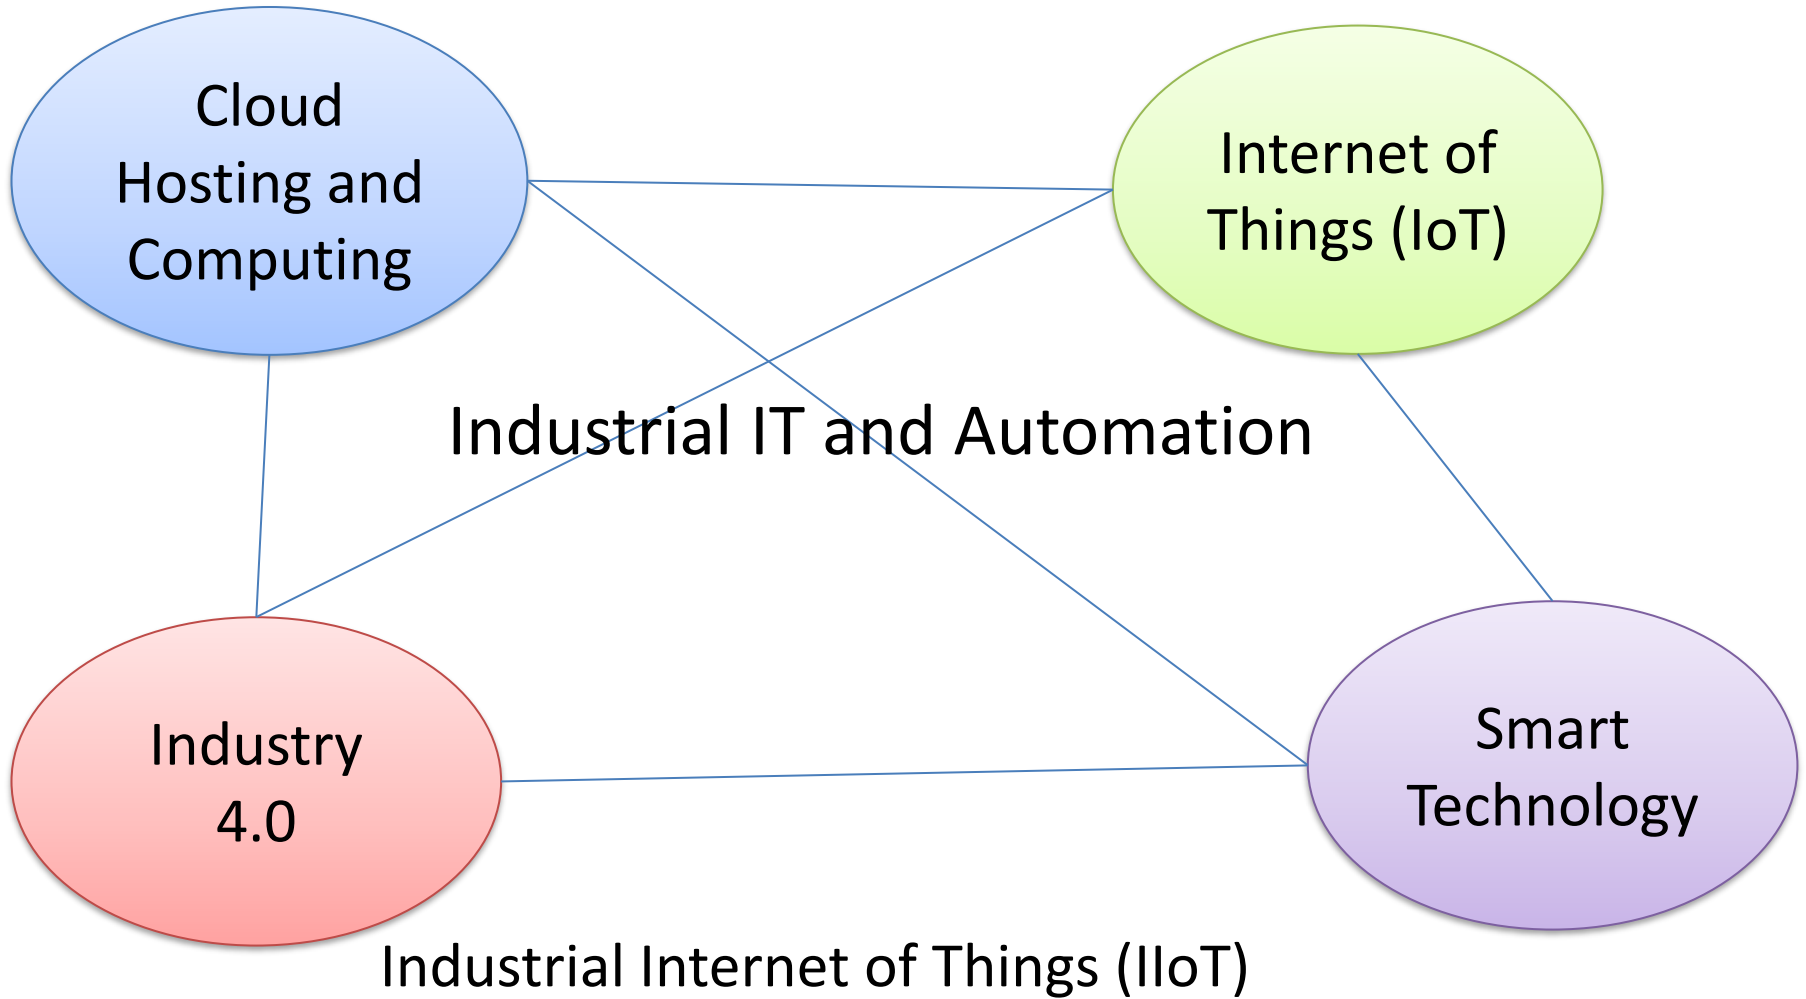 Cloud
Hosting and
Computing
Internet of
Things (IoT)
Industrial IT and Automation
Industry
4.0
Smart
Technology
Industrial Internet of Things (IIoT)